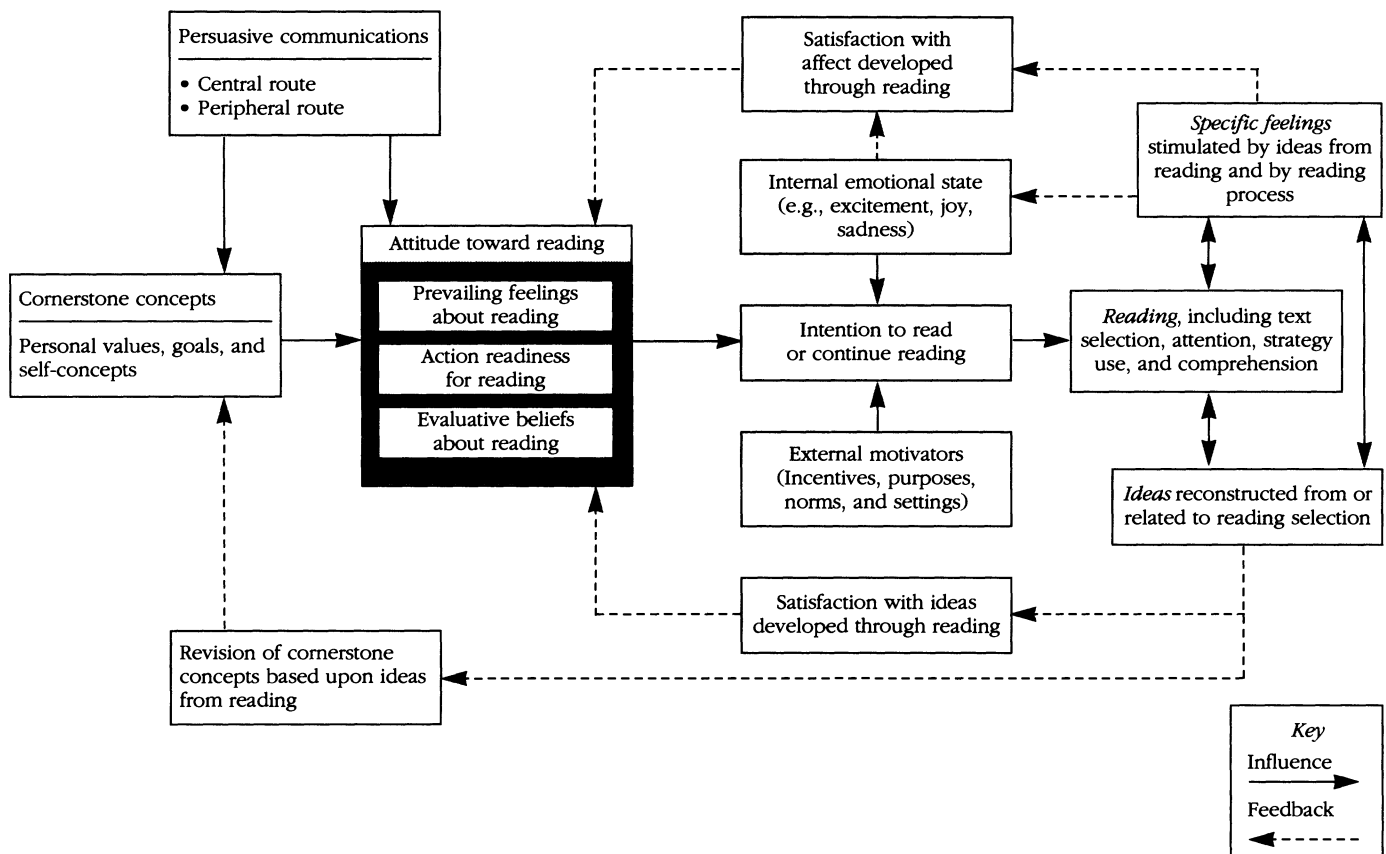 Persuasive communications
• Central route
• Peripheral route
Satisfaction with
affect developed
through reading
Specific feelings
stimulated by ideas from
reading and by reading
process
Internal emotional state
(e.g., excitement, joy,
sadness)
Attitude toward reading
Prevailing feelings
about reading
Action readiness
for reading
Evaluative beliefs
about reading
Cornerstone concepts
Personal values, goals, and
self-concepts
Intention to read
or continue reading
Reading, including text
selection, attention, strategy
use, and comprehension
External motivators
(Incentives, purposes,
norms, and settings)
Ideas reconstructed from or
related to reading selection
Satisfaction with ideas
developed through reading
Revision of cornerstone
concepts based upon ideas
from reading
Key
Influence
Feedback